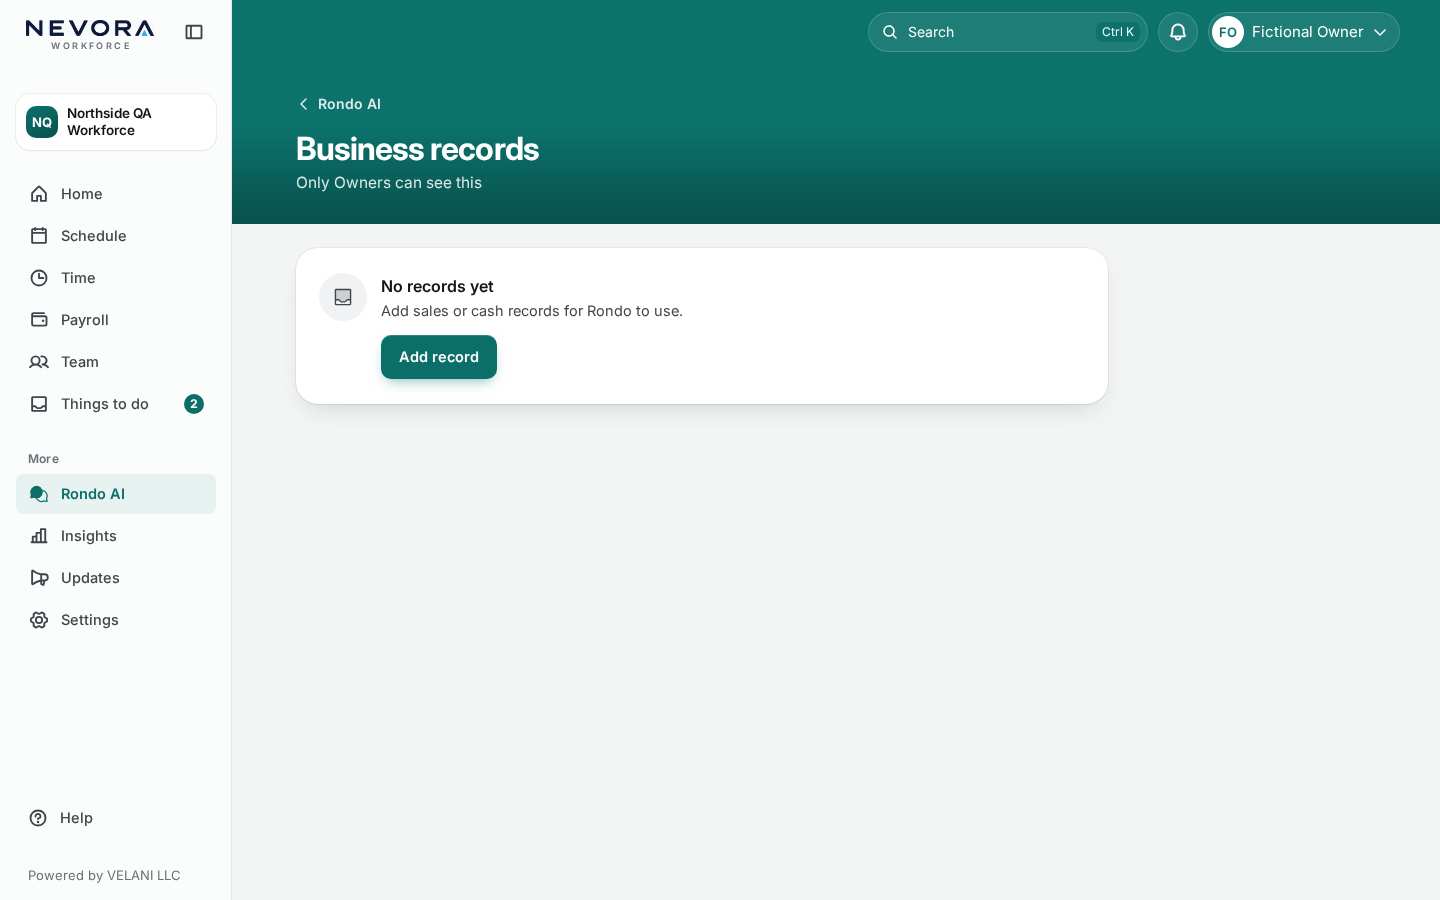 NEVORA
WORKFORCE
Search
Ctrl K
FO
Fictional Owner
NQ
Northside QA
Workforce
Home
Schedule
Time
Payroll
Team
Things to do
2
More
Rondo AI
Insights
Updates
Settings
Help
Powered by VELANI LLC
Rondo AI
Business records
Only Owners can see this
No records yet
Add sales or cash records for Rondo to use.
Add record